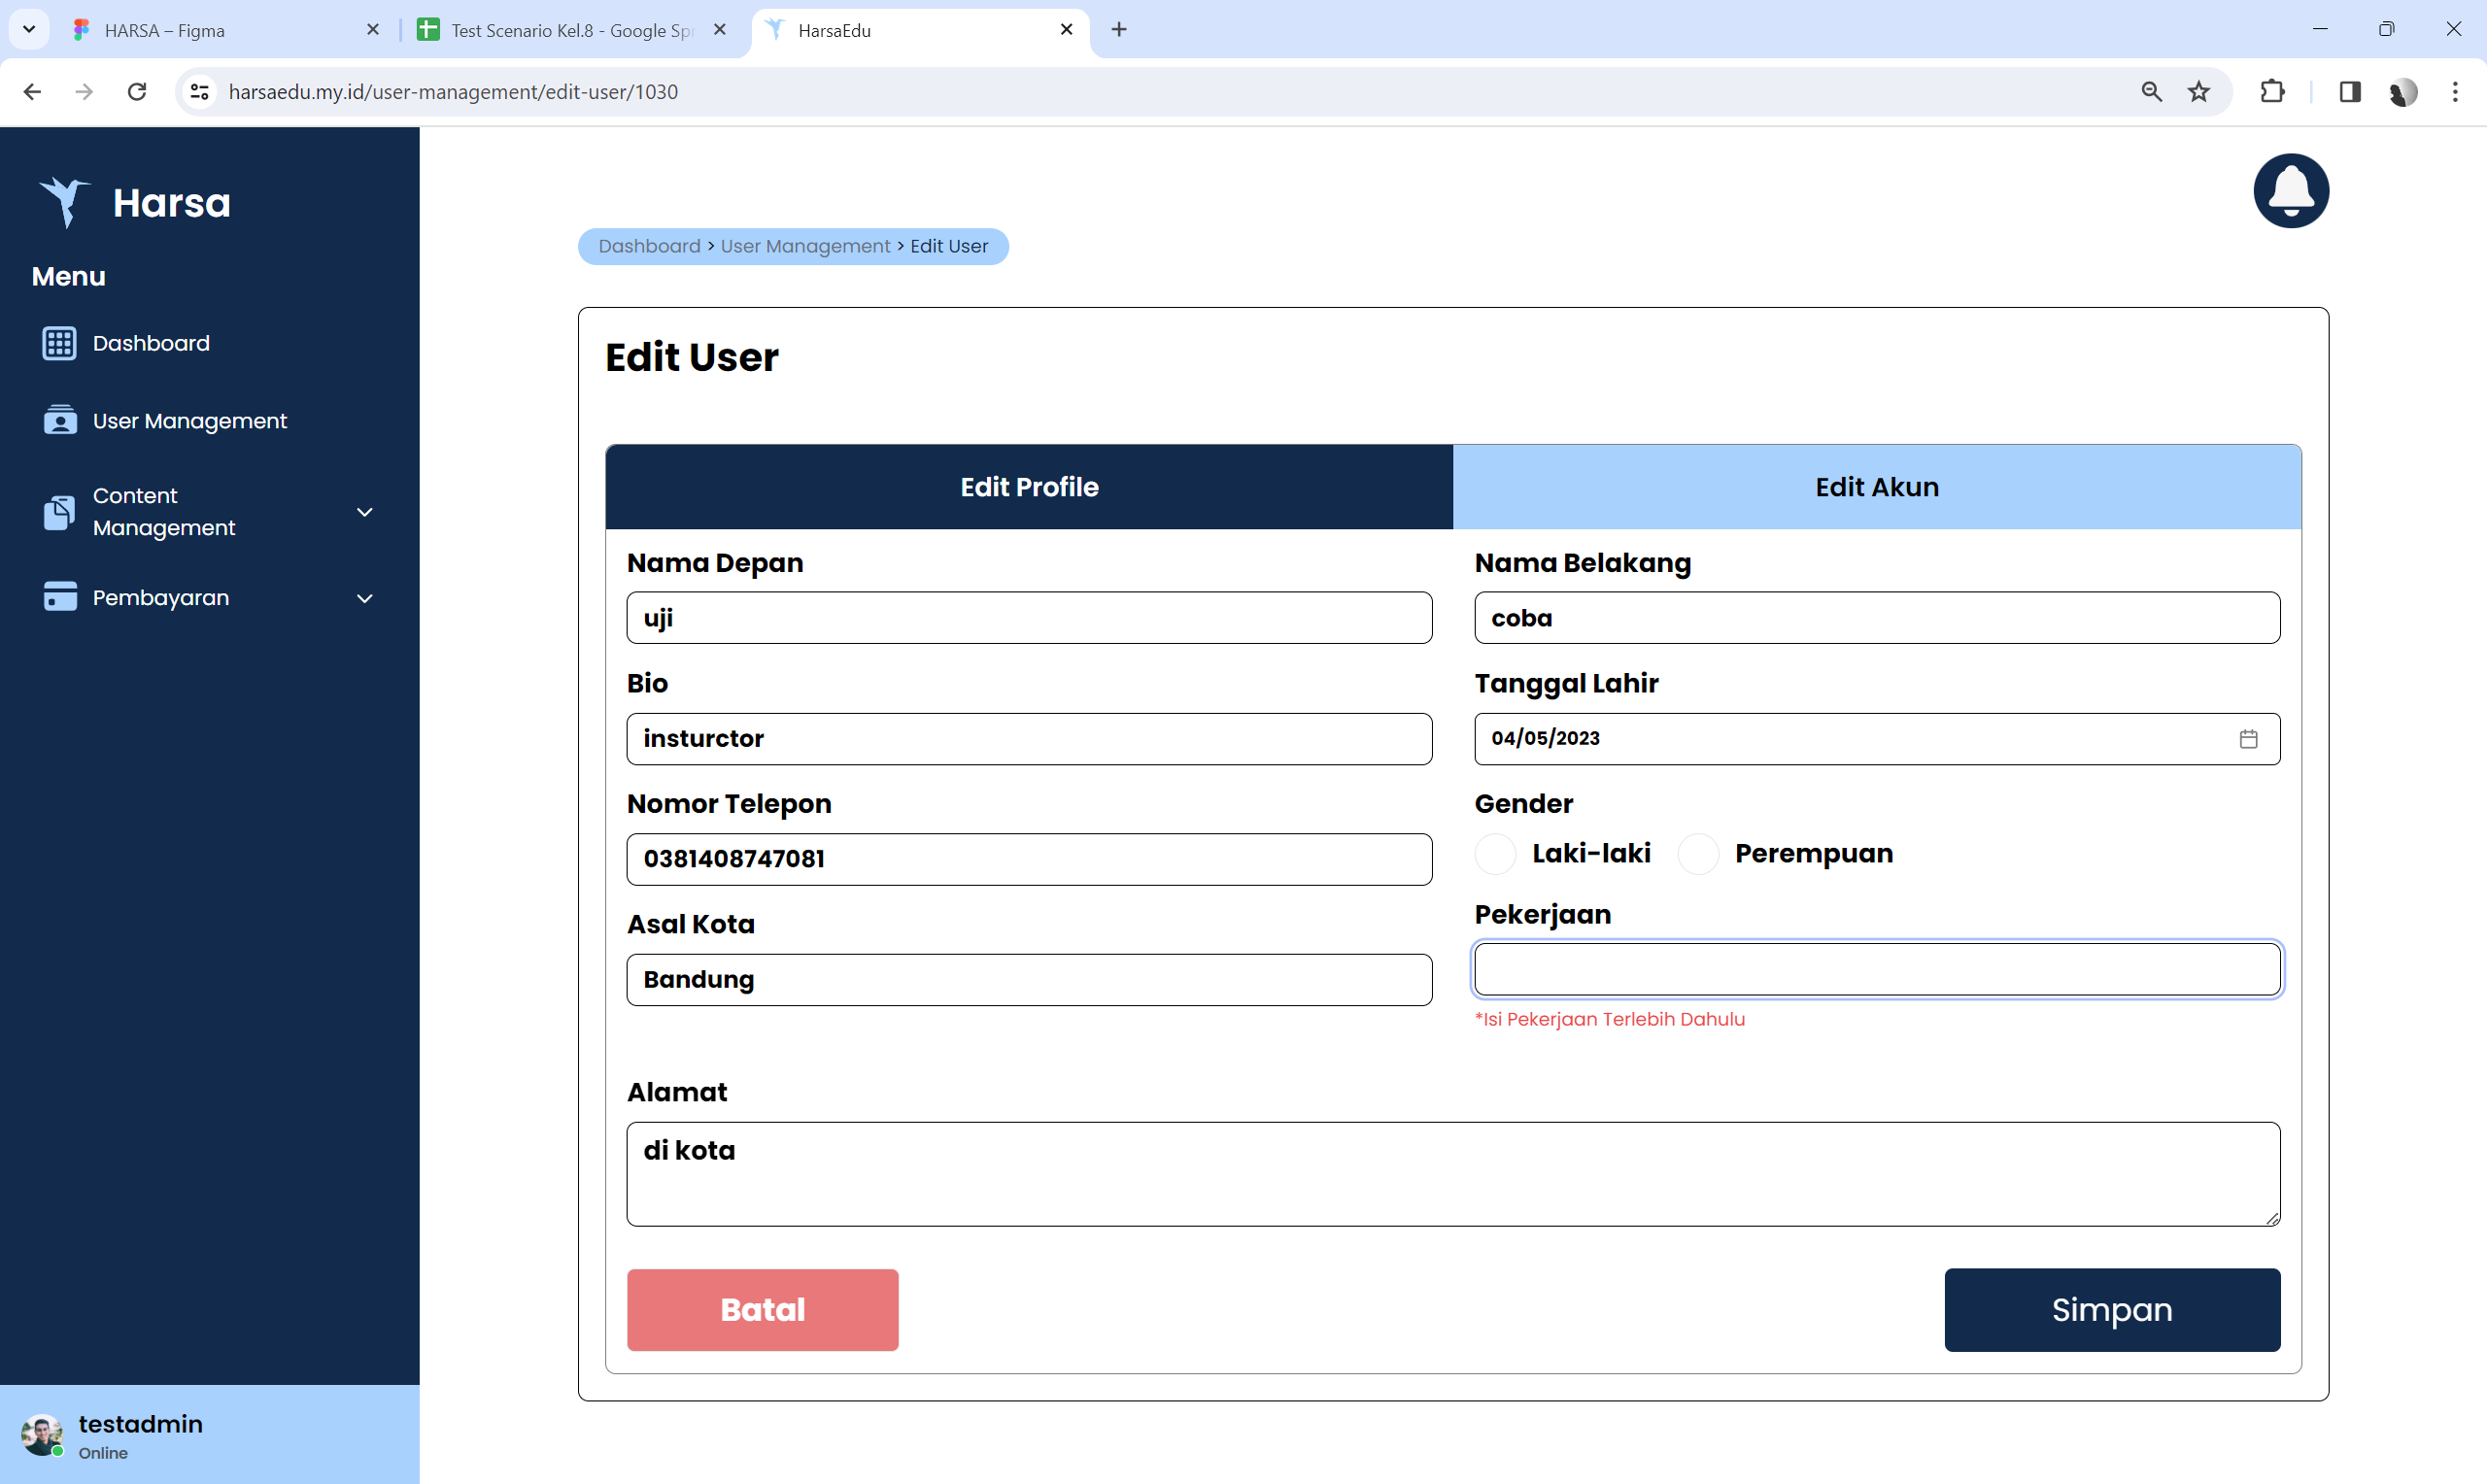 HARSA – Figma
Test Scenario Kel.8 - Google Spr
HarsaEdu
harsaedu.my.id/user-management/edit-user/1030
Harsa
Menu
Dashboard
User Management
Content
Management
Pembayaran
testadmin
Online
Dashboard > User Management > Edit User
Edit User
Edit Profile
Edit Akun
Nama Depan
uji
Nama Belakang
coba
Bio
insturctor
Tanggal Lahir
04/05/2023
Nomor Telepon
0381408747081
Gender
Laki-laki
Perempuan
Asal Kota
Bandung
Pekerjaan
*Isi Pekerjaan Terlebih Dahulu
Alamat
di kota
Batal
Simpan